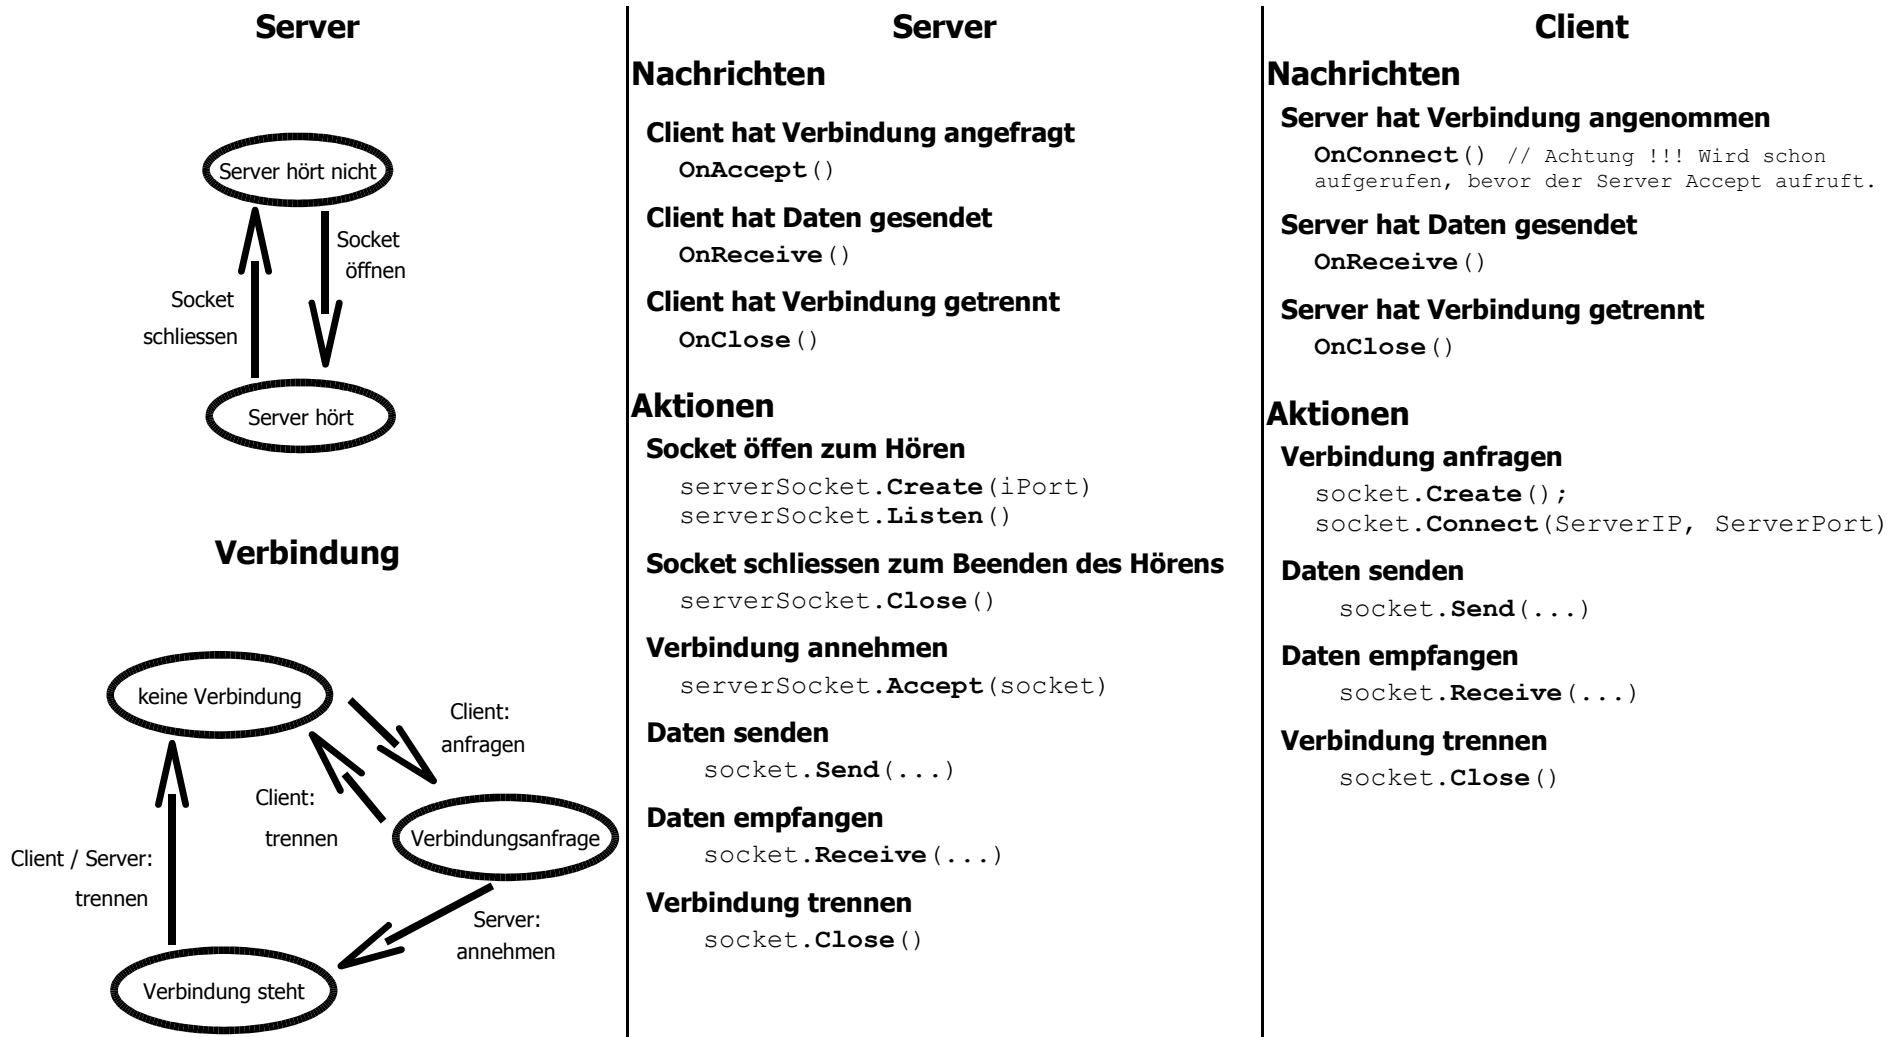 Server
Server hört nicht
Socket
öffnen
Socket
schliessen
Server hört
Verbindung
keine Verbindung
Client:
anfragen
Client:
trennen
Verbindungsanfrage
Client / Server:
trennen
Server:
annehmen
Verbindung steht
Server
Nachrichten
Client hat Verbindung angefragt
OnAccept()
Client hat Daten gesendet
OnReceive()
Client hat Verbindung getrennt
OnClose()
Aktionen
Socket öffen zum Hören
serverSocket.Create(iPort)
serverSocket.Listen()
Socket schliessen zum Beenden des Hörens
serverSocket.Close()
Verbindung annehmen
serverSocket.Accept(socket)
Daten senden
socket.Send(...)
Daten empfangen
socket.Receive(...)
Verbindung trennen
socket.Close()
Client
Nachrichten
Server hat Verbindung angenommen
OnConnect() // Achtung !!! Wird schon
aufgerufen, bevor der Server Accept aufruft.
Server hat Daten gesendet
OnReceive()
Server hat Verbindung getrennt
OnClose()
Aktionen
Verbindung anfragen
socket.Create();
socket.Connect(ServerIP, ServerPort)
Daten senden
socket.Send(...)
Daten empfangen
socket.Receive(...)
Verbindung trennen
socket.Close()